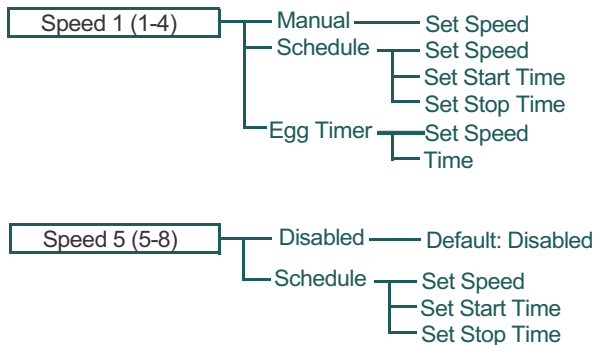 Speed 1 (1-4) Manual Set Speed
Schedule Set Speed
Set Start Time
Set Stop Time
Egg Timer Set Speed
Time
Speed 5 (5-8) Disabled Default: Disabled
Schedule Set Speed
Set Start Time
Set Stop Time